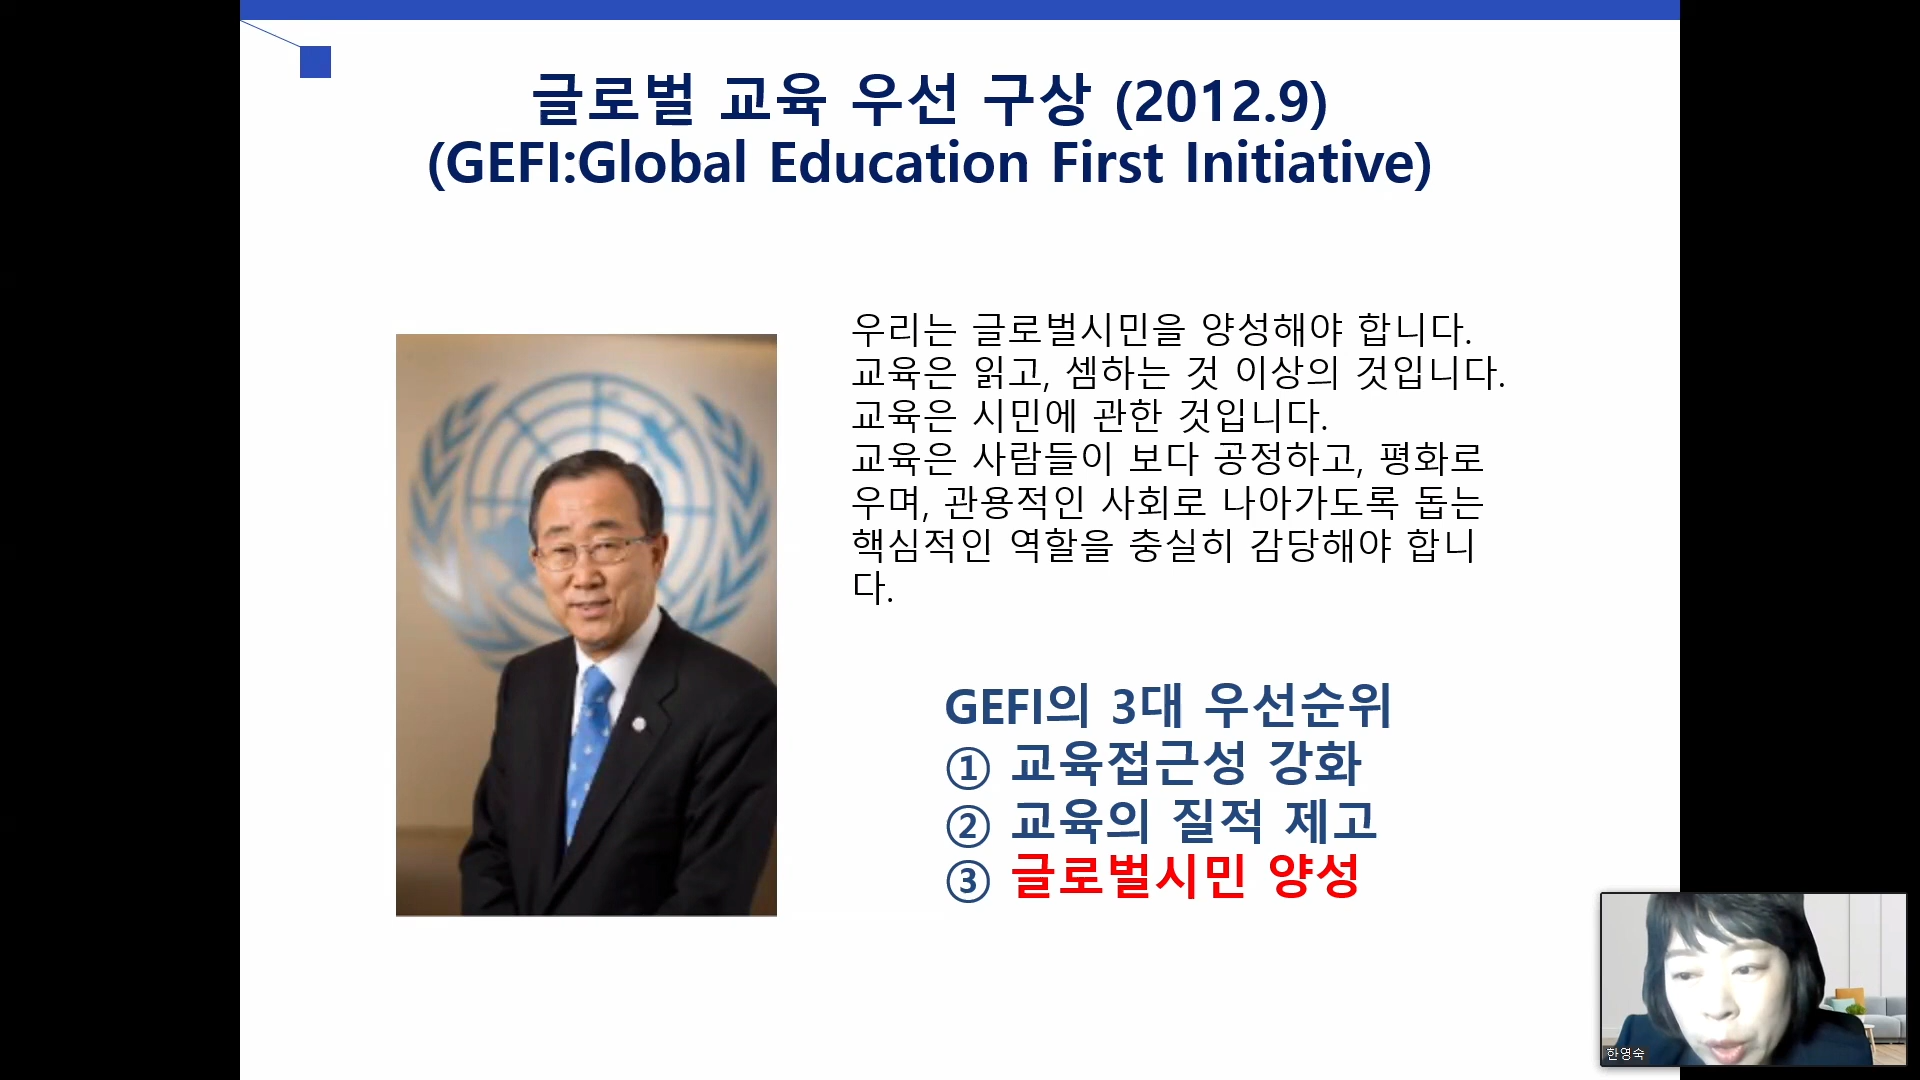 글로벌 교육 우선 구상 (2012.9)
(GEFI:Global Education First Initiative)
우리는 글로벌시민을 양성해야 합니다.
교육은 읽고, 셈하는 것 이상의 것입니다.
교육은 시민에 관한 것입니다.
교육은 사람들이 보다 공정하고, 평화로
우며, 관용적인 사회로 나아가도록 돕는
핵심적인 역할을 충실히 감당해야 합니
다.
GEFI의 3대 우선순위
① 교육접근성 강화
② 교육의 질적 제고
③ 글로벌시민 양성
한영숙